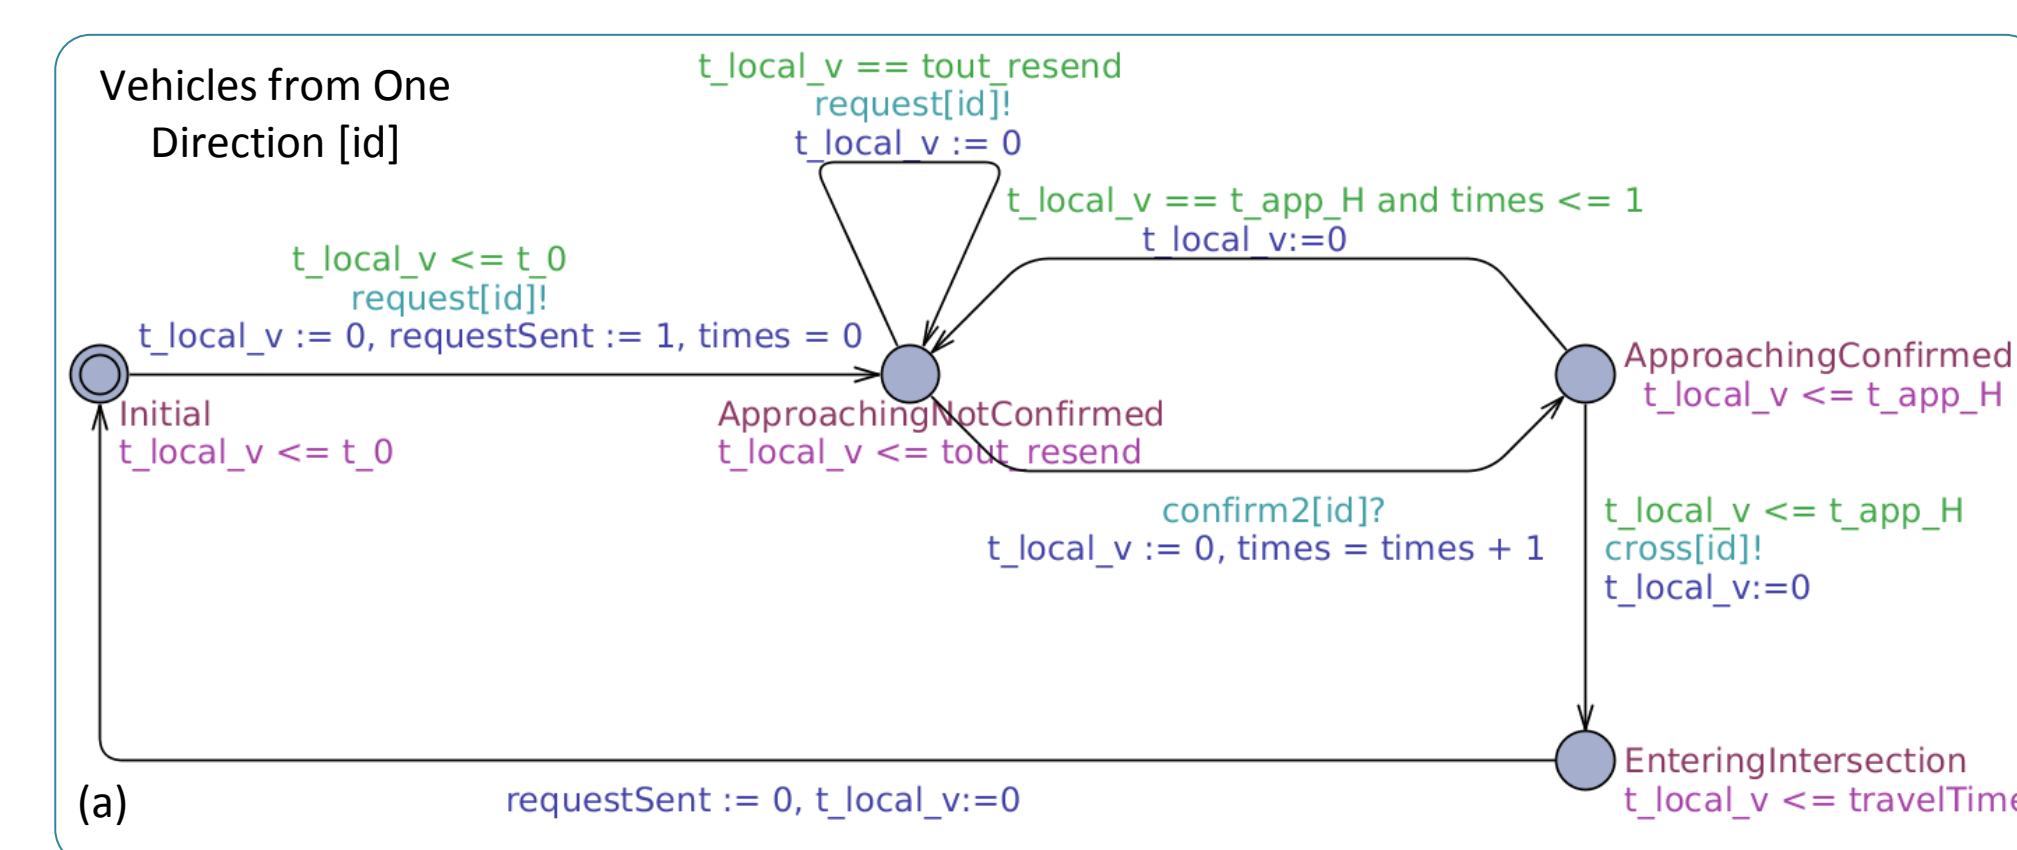 Vehicles from One
Direction [id]
t_local_v == tout_resend
request[id]!
t_local_v := 0
t_local_v == t_app_H and times <= 1
t_local_v:=0
t_local_v <= t_0
request[id]!
t_local_v := 0, requestSent := 1, times = 0
Initial
t_local_v <= t_0
ApproachingNotConfirmed
t_local_v <= tout_resend
ApproachingConfirmed
t_local_v <= t_app_H
confirm2[id]?
t_local_v := 0, times = times + 1
t_local_v <= t_app_H
cross[id]!
t_local_v:=0
EnteringIntersection
t_local_v <= travelTime
requestSent := 0, t_local_v:=0
(a)